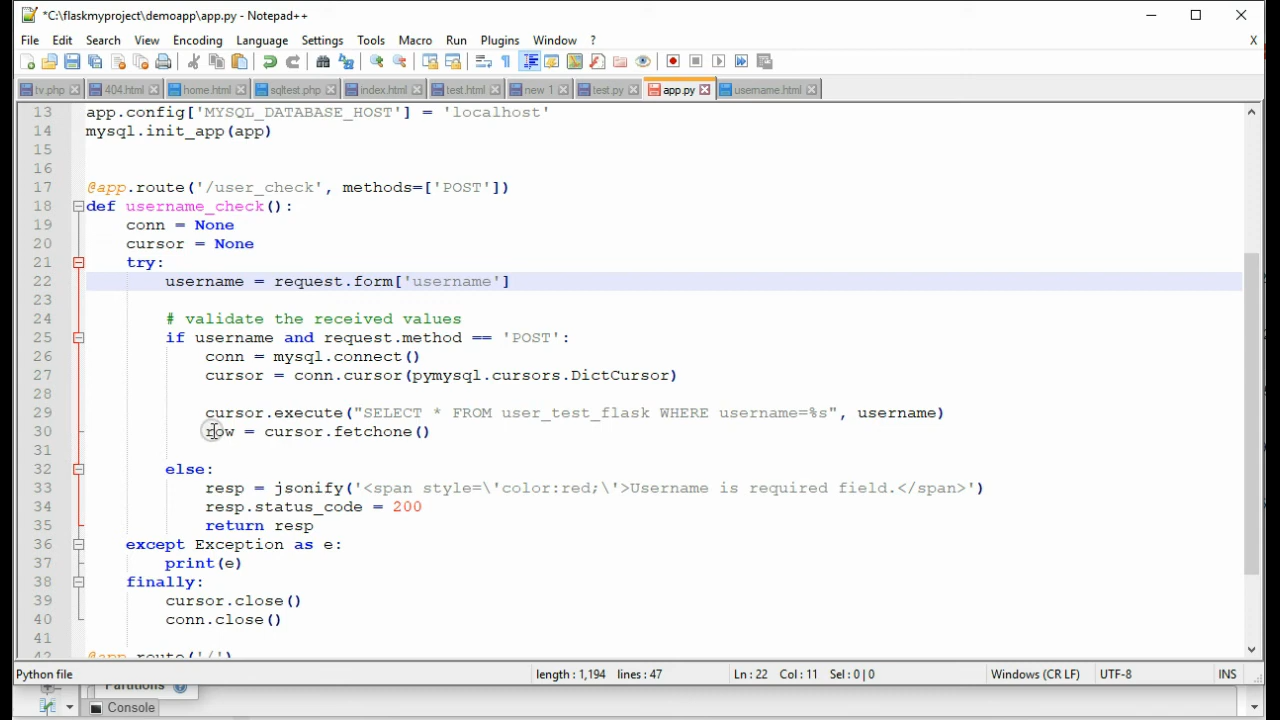 *C:\flaskmyproject\demoapp\app.py - Notepad++
File Edit Search View Encoding Language Settings Tools Macro Run Plugins Window ? X
tv.php 404.html home.html sqltest.php index.html test.html new 1 test.py app.py username.html
13 app.config['MYSQL_DATABASE_HOST'] = 'localhost'
14 mysql.init_app(app)
15
16
17 @app.route('/user_check', methods=['POST'])
18 def username_check():
19 conn = None
20 cursor = None
21 try:
22 username = request.form['username']
23
24 # validate the received values
25 if username and request.method == 'POST':
26 conn = mysql.connect()
27 cursor = conn.cursor(pymysql.cursors.DictCursor)
28
29 cursor.execute("SELECT * FROM user_test_flask WHERE username=%s", username)
30 row = cursor.fetchone()
31
32 else:
33 resp = jsonify('<span style=\'color:red;\'>Username is required field.</span>')
34 resp.status_code = 200
35 return resp
36 except Exception as e:
37 print(e)
38 finally:
39 cursor.close()
40 conn.close()
41
42 @app.route('/')
Python file length : 1,194 lines : 47 Ln : 22 Col : 11 Sel : 0 | 0 Windows (CR LF) UTF-8 INS
Partitions
Console